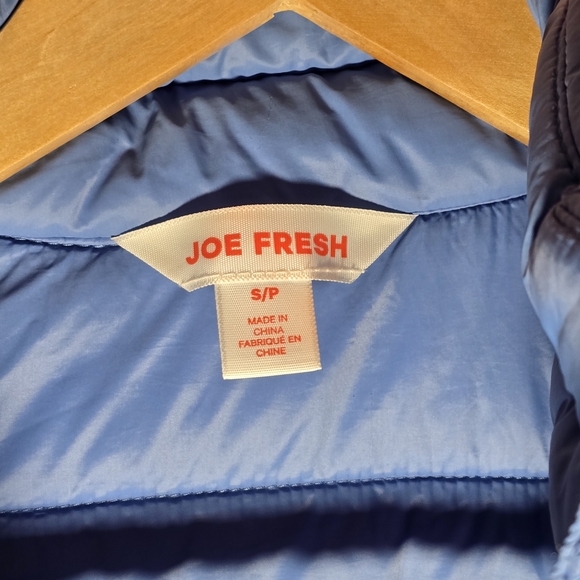 JOE FRESH
S/P
MADE IN
CHINA
FABRIQUÉ EN
CHINE